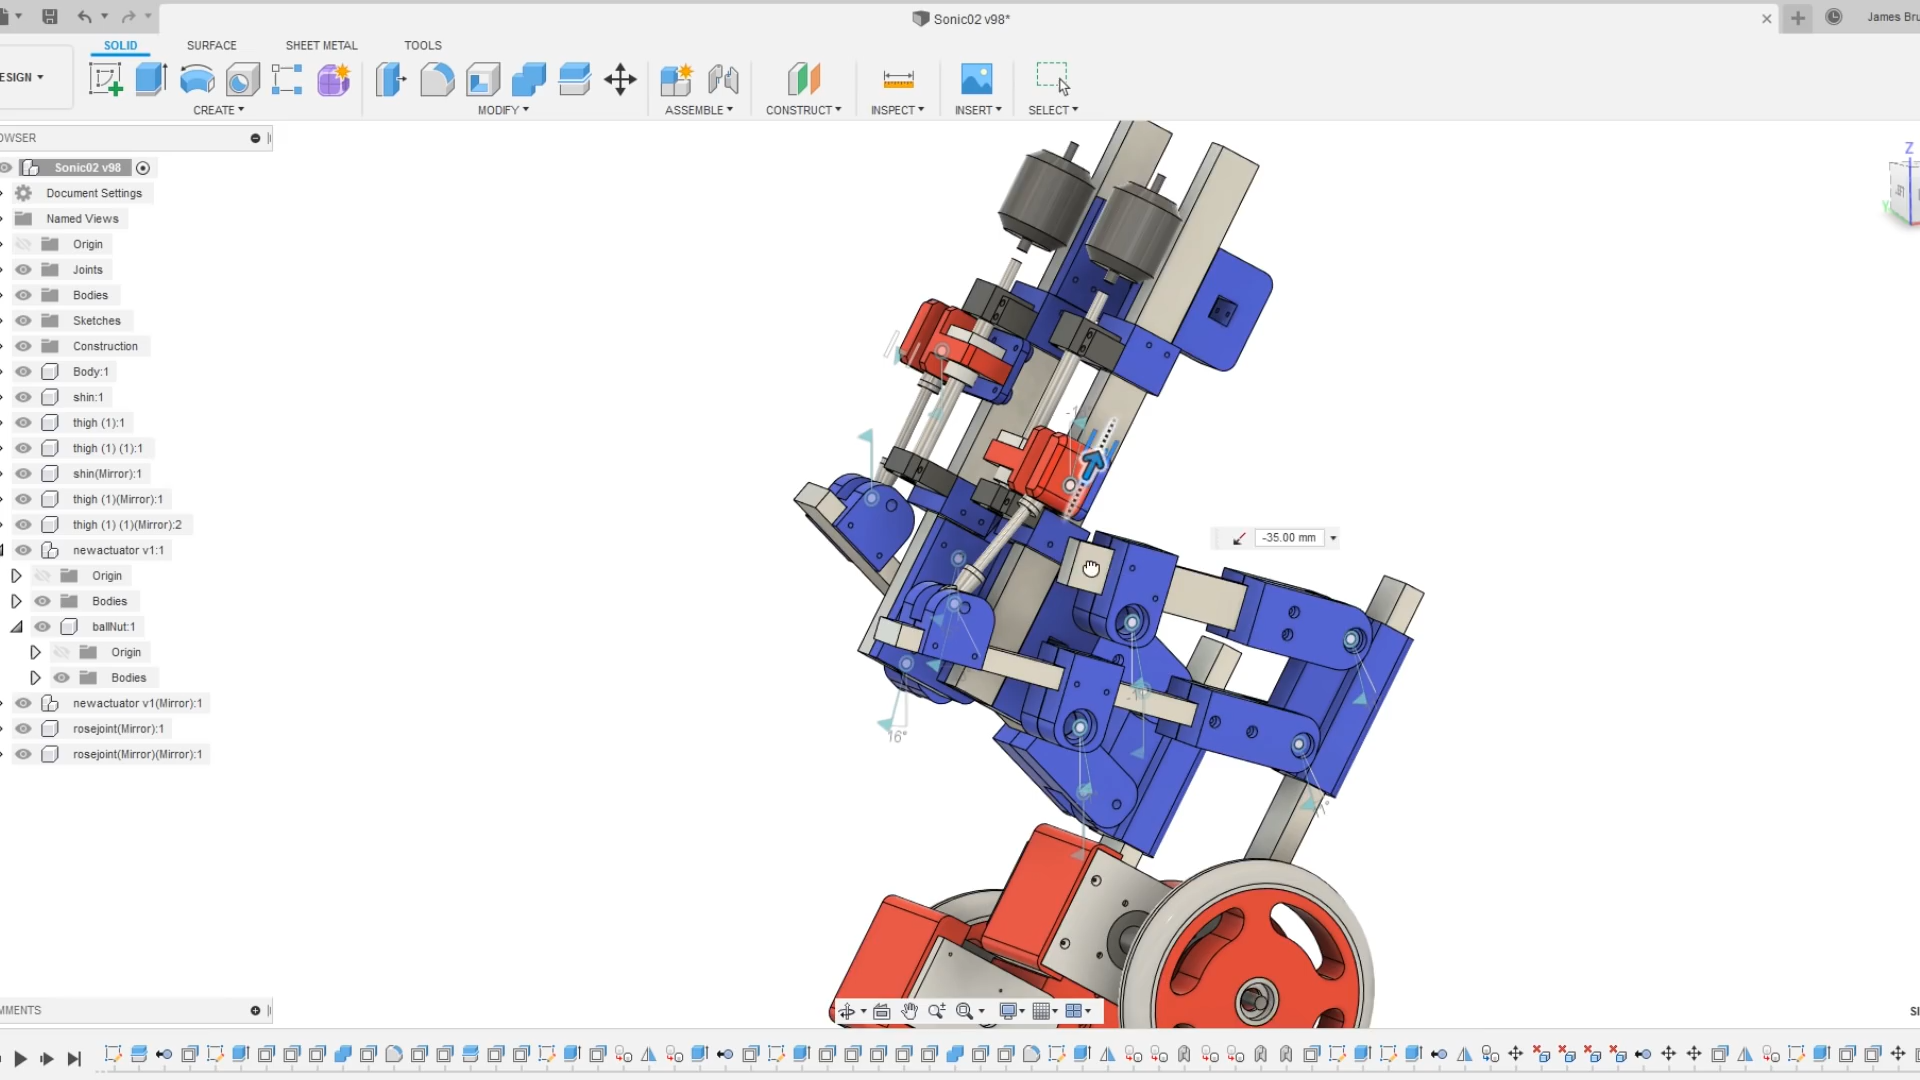 Sonic02 v98*
James Bru
SOLID
SURFACE
SHEET METAL
TOOLS
ESIGN
CREATE
MODIFY
ASSEMBLE
CONSTRUCT
INSPECT
INSERT
SELECT
OWSER
Sonic02 v98
Document Settings
Named Views
Origin
Joints
Bodies
Sketches
Construction
Body:1
shin:1
thigh (1):1
thigh (1) (1):1
shin(Mirror):1
thigh (1)(Mirror):1
thigh (1) (1)(Mirror):2
newactuator v1:1
Origin
Bodies
ballNut:1
Origin
Bodies
newactuator v1(Mirror):1
rosejoint(Mirror):1
rosejoint(Mirror)(Mirror):1
Z
Y
-35.00 mm
16°
MMENTS
SI